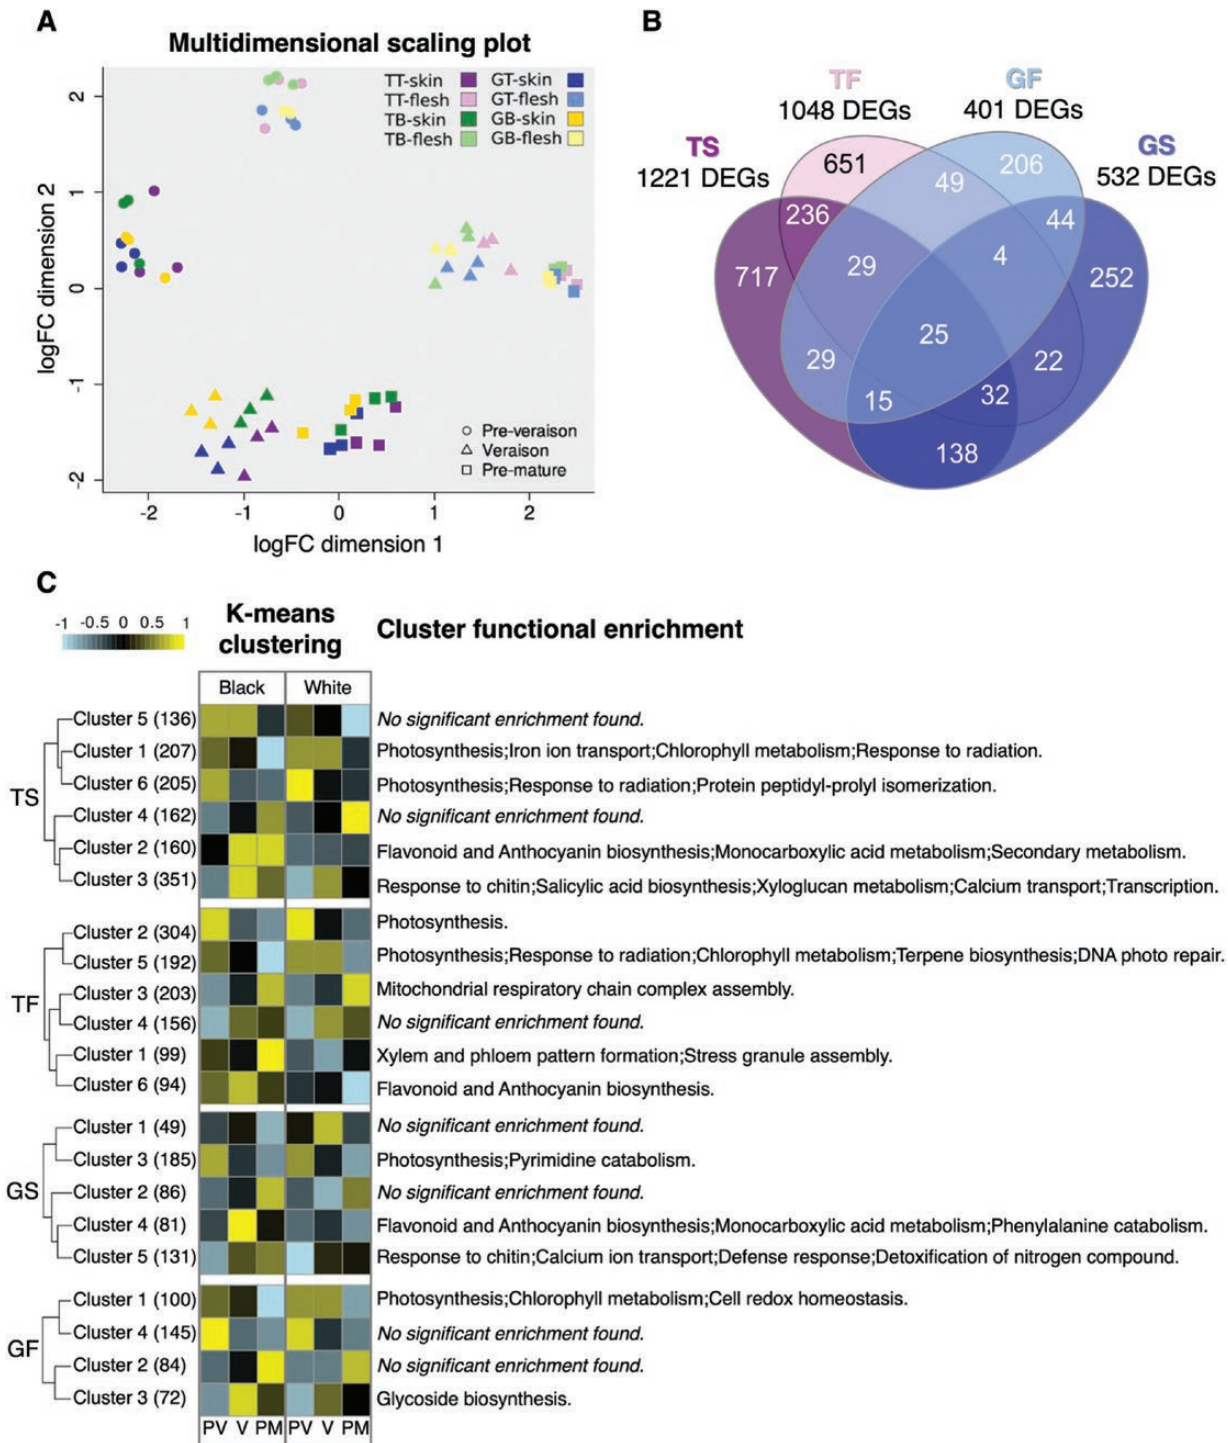 A
Multidimensional scaling plot
TT-skin GT-skin
TT-flesh GT-flesh
TB-skin GB-skin
TB-flesh GB-flesh
logFC dimension 2
2
1
0
-1
-2
Pre-veraison
Veraison
Pre-mature
-2 -1 0 1 2
logFC dimension 1
B
TF GF
1048 DEGs 401 DEGs
TS GS
1221 DEGs 532 DEGs
651 49 206
236 44
717 29 4 252
25
29 22
15 32
138
C
-1 -0.5 0 0.5 1
K-means
clustering
Cluster functional enrichment
Black White
TS
Cluster 5 (136) No significant enrichment found.
Cluster 1 (207) Photosynthesis;Iron ion transport;Chlorophyll metabolism;Response to radiation.
Cluster 6 (205) Photosynthesis;Response to radiation;Protein peptidyl-prolyl isomerization.
Cluster 4 (162) No significant enrichment found.
Cluster 2 (160) Flavonoid and Anthocyanin biosynthesis;Monocarboxylic acid metabolism;Secondary metabolism.
Cluster 3 (351) Response to chitin;Salicylic acid biosynthesis;Xyloglucan metabolism;Calcium transport;Transcription.
TF
Cluster 2 (304) Photosynthesis.
Cluster 5 (192) Photosynthesis;Response to radiation;Chlorophyll metabolism;Terpene biosynthesis;DNA photo repair.
Cluster 3 (203) Mitochondrial respiratory chain complex assembly.
Cluster 4 (156) No significant enrichment found.
Cluster 1 (99) Xylem and phloem pattern formation;Stress granule assembly.
Cluster 6 (94) Flavonoid and Anthocyanin biosynthesis.
GS
Cluster 1 (49) No significant enrichment found.
Cluster 3 (185) Photosynthesis;Pyrimidine catabolism.
Cluster 2 (86) No significant enrichment found.
Cluster 4 (81) Flavonoid and Anthocyanin biosynthesis;Monocarboxylic acid metabolism;Phenylalanine catabolism.
Cluster 5 (131) Response to chitin;Calcium ion transport;Defense response;Detoxification of nitrogen compound.
GF
Cluster 1 (100) Photosynthesis;Chlorophyll metabolism;Cell redox homeostasis.
Cluster 4 (145) No significant enrichment found.
Cluster 2 (84) No significant enrichment found.
Cluster 3 (72) Glycoside biosynthesis.
PV V PM PV V PM